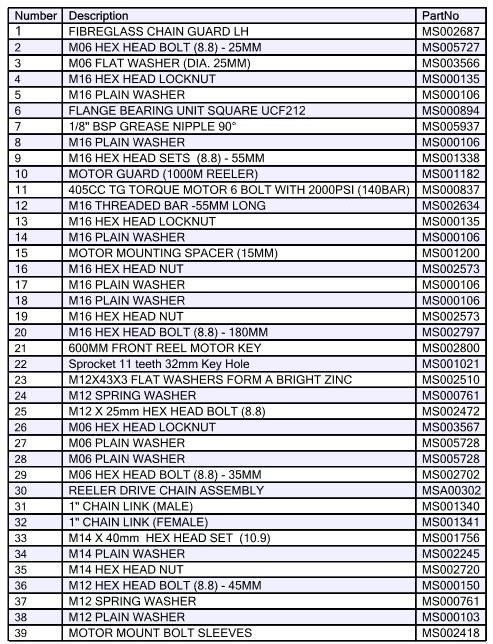 Number Description PartNo
1 FIBREGLASS CHAIN GUARD LH MS002687
2 M06 HEX HEAD BOLT (8.8) - 25MM MS005727
3 M06 FLAT WASHER (DIA. 25MM) MS003566
4 M16 HEX HEAD LOCKNUT MS000135
5 M16 PLAIN WASHER MS000106
6 FLANGE BEARING UNIT SQUARE UCF212 MS000894
7 1/8" BSP GREASE NIPPLE 90° MS005937
8 M16 PLAIN WASHER MS000106
9 M16 HEX HEAD SETS (8.8) - 55MM MS001338
10 MOTOR GUARD (1000M REELER) MS001182
11 405CC TG TORQUE MOTOR 6 BOLT WITH 2000PSI (140BAR) MS000837
12 M16 THREADED BAR -55MM LONG MS002634
13 M16 HEX HEAD LOCKNUT MS000135
14 M16 PLAIN WASHER MS000106
15 MOTOR MOUNTING SPACER (15MM) MS001200
16 M16 HEX HEAD NUT MS002573
17 M16 PLAIN WASHER MS000106
18 M16 PLAIN WASHER MS000106
19 M16 HEX HEAD NUT MS002573
20 M16 HEX HEAD BOLT (8.8) - 180MM MS002797
21 600MM FRONT REEL MOTOR KEY MS002800
22 Sprocket 11 teeth 32mm Key Hole MS001021
23 M12X43X3 FLAT WASHERS FORM A BRIGHT ZINC MS002510
24 M12 SPRING WASHER MS000761
25 M12 X 25mm HEX HEAD BOLT (8.8) MS002472
26 M06 HEX HEAD LOCKNUT MS003567
27 M06 PLAIN WASHER MS005728
28 M06 PLAIN WASHER MS005728
29 M06 HEX HEAD BOLT (8.8) - 35MM MS002702
30 REELER DRIVE CHAIN ASSEMBLY MSA00302
31 1" CHAIN LINK (MALE) MS001340
32 1" CHAIN LINK (FEMALE) MS001341
33 M14 X 40mm HEX HEAD SET (10.9) MS001756
34 M14 PLAIN WASHER MS002245
35 M14 HEX HEAD NUT MS002720
36 M12 HEX HEAD BOLT (8.8) - 45MM MS000150
37 M12 SPRING WASHER MS000761
38 M12 PLAIN WASHER MS000103
39 MOTOR MOUNT BOLT SLEEVES MS002418